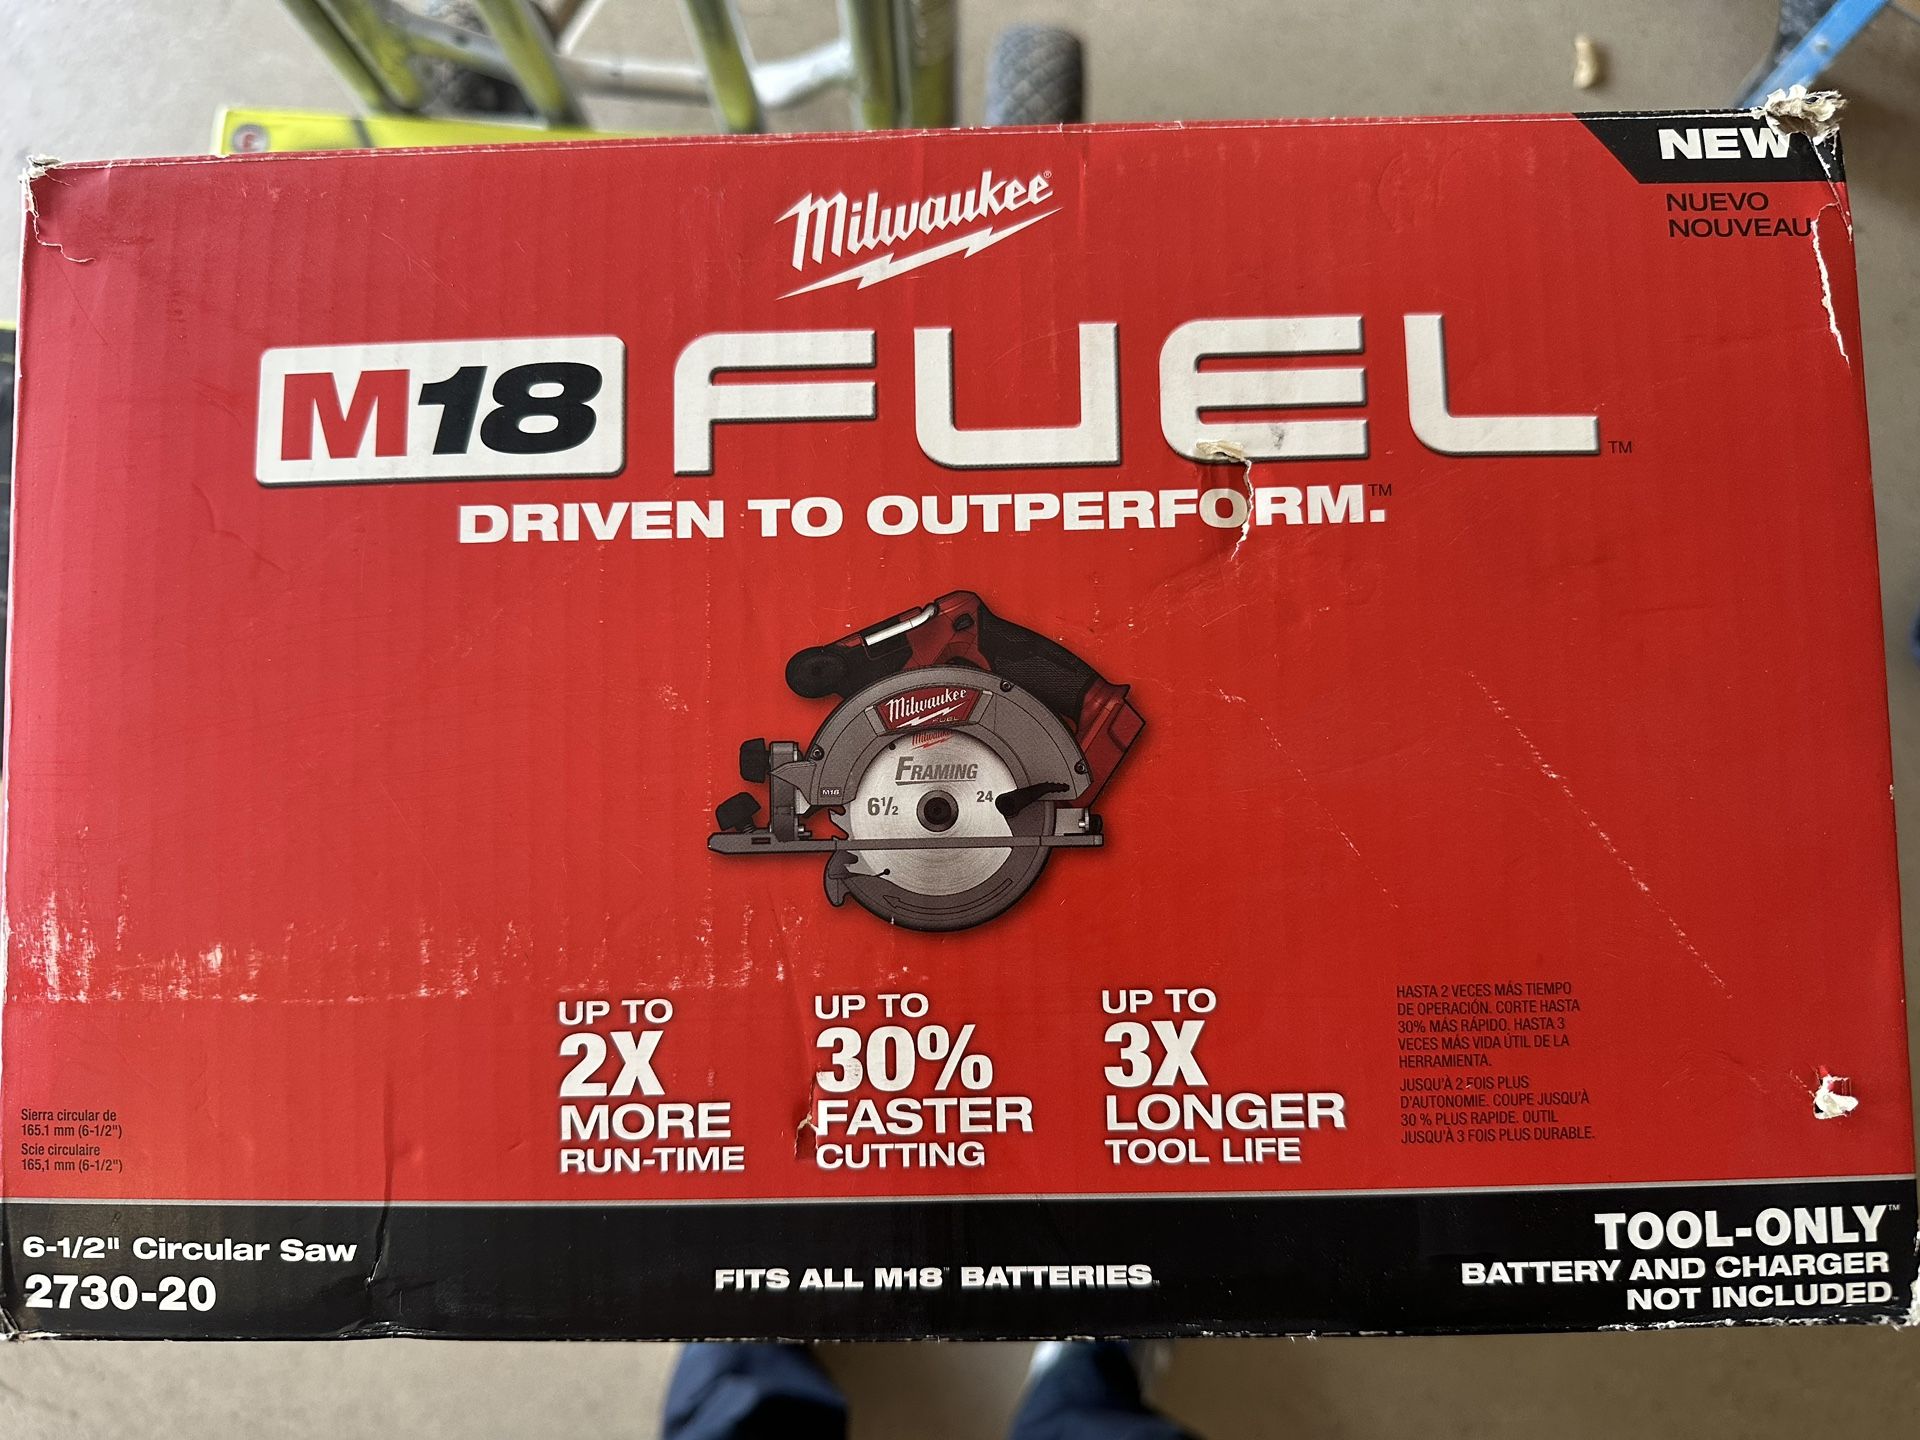 NEW
NUEVO
NOUVEAU
Milwaukee®
M18 FUEL™
DRIVEN TO OUTPERFORM.™
Milwaukee
FUEL
Milwaukee
FRAMING
6½ 24
M18
UP TO
2X
MORE
RUN-TIME
UP TO
30%
FASTER
CUTTING
UP TO
3X
LONGER
TOOL LIFE
HASTA 2 VECES MÁS TIEMPO
DE OPERACIÓN. CORTE HASTA
30% MÁS RÁPIDO. HASTA 3
VECES MÁS VIDA ÚTIL DE LA
HERRAMIENTA.
JUSQU'À 2 FOIS PLUS
D'AUTONOMIE. COUPE JUSQU'À
30 % PLUS RAPIDE. OUTIL
JUSQU'À 3 FOIS PLUS DURABLE.
Sierra circular de
165.1 mm (6-1/2")
Scie circulaire
165,1 mm (6-1/2")
6-1/2" Circular Saw
2730-20
FITS ALL M18™ BATTERIES
TOOL-ONLY™
BATTERY AND CHARGER
NOT INCLUDED